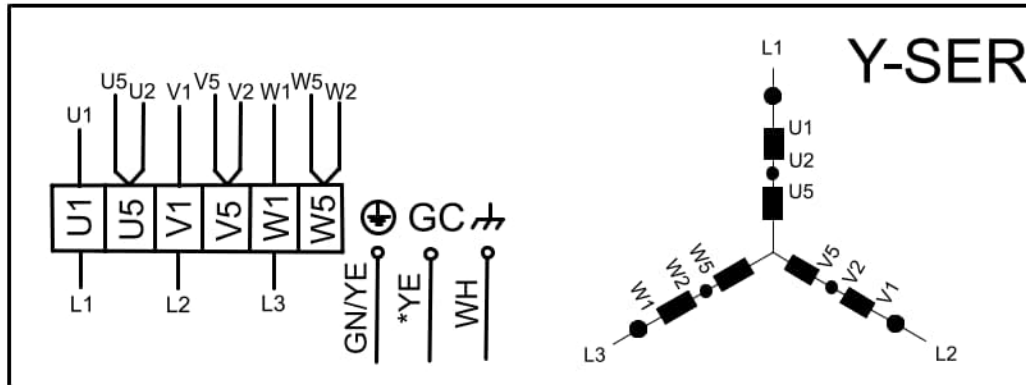 Y-SER
U1 U5 U2 V1 V5 V2 W1 W5 W2
U1 U5 V1 V5 W1 W5
L1 L2 L3
GC
GN/YE *YE WH
L1
U1
U2
U5
W1 W2 W5
V5 V2 V1
L3 L2